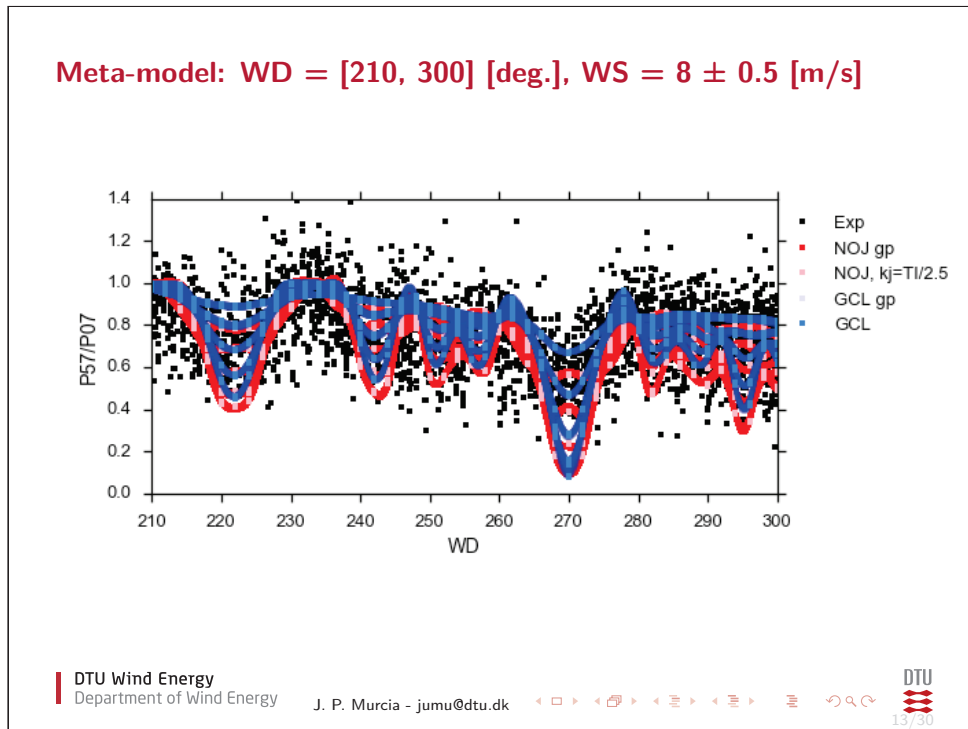 Meta-model: WD = [210, 300] [deg.], WS = 8 ± 0.5 [m/s]
1.4
1.2
1.0
0.8
0.6
0.4
0.2
0.0
P57/P07
210 220 230 240 250 260 270 280 290 300
WD
Exp
NOJ gp
NOJ, kj=TI/2.5
GCL gp
GCL
DTU Wind Energy
Department of Wind Energy
J. P. Murcia - jumu@dtu.dk
DTU
13/30